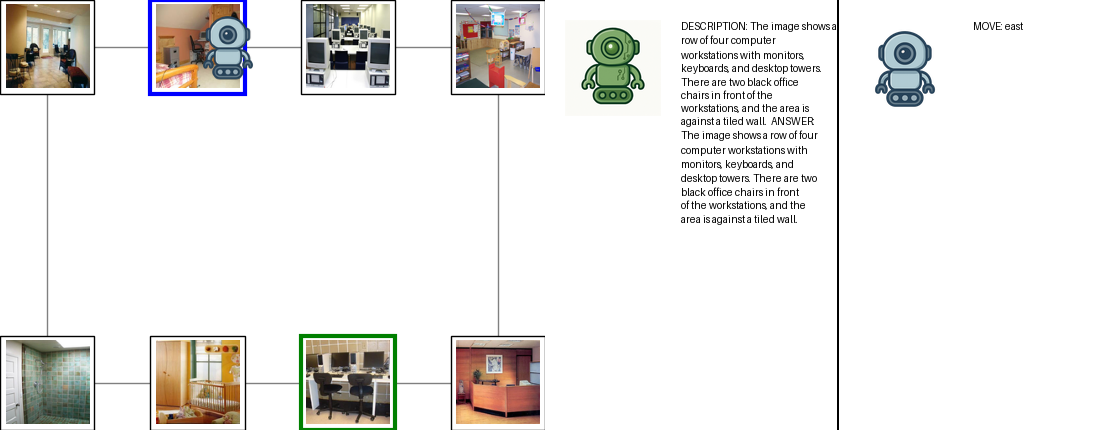 DESCRIPTION: The image shows a
row of four computer
workstations with monitors,
keyboards, and desktop towers.
There are two black office
chairs in front of the
workstations, and the area is
against a tiled wall.  ANSWER:
The image shows a row of four
computer workstations with
monitors, keyboards, and
desktop towers. There are two
black office chairs in front
of the workstations, and the
area is against a tiled wall.
MOVE: east